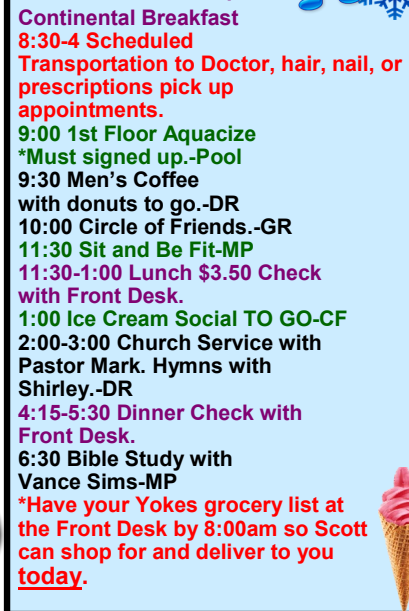 Continental Breakfast
8:30-4 Scheduled
Transportation to Doctor, hair, nail, or
prescriptions pick up
appointments.
9:00 1st Floor Aquacize
*Must signed up.-Pool
9:30 Men's Coffee
with donuts to go.-DR
10:00 Circle of Friends.-GR
11:30 Sit and Be Fit-MP
11:30-1:00 Lunch $3.50 Check
with Front Desk.
1:00 Ice Cream Social TO GO-CF
2:00-3:00 Church Service with
Pastor Mark. Hymns with
Shirley.-DR
4:15-5:30 Dinner Check with
Front Desk.
6:30 Bible Study with
Vance Sims-MP
*Have your Yokes grocery list at
the Front Desk by 8:00am so Scott
can shop for and deliver to you
today.